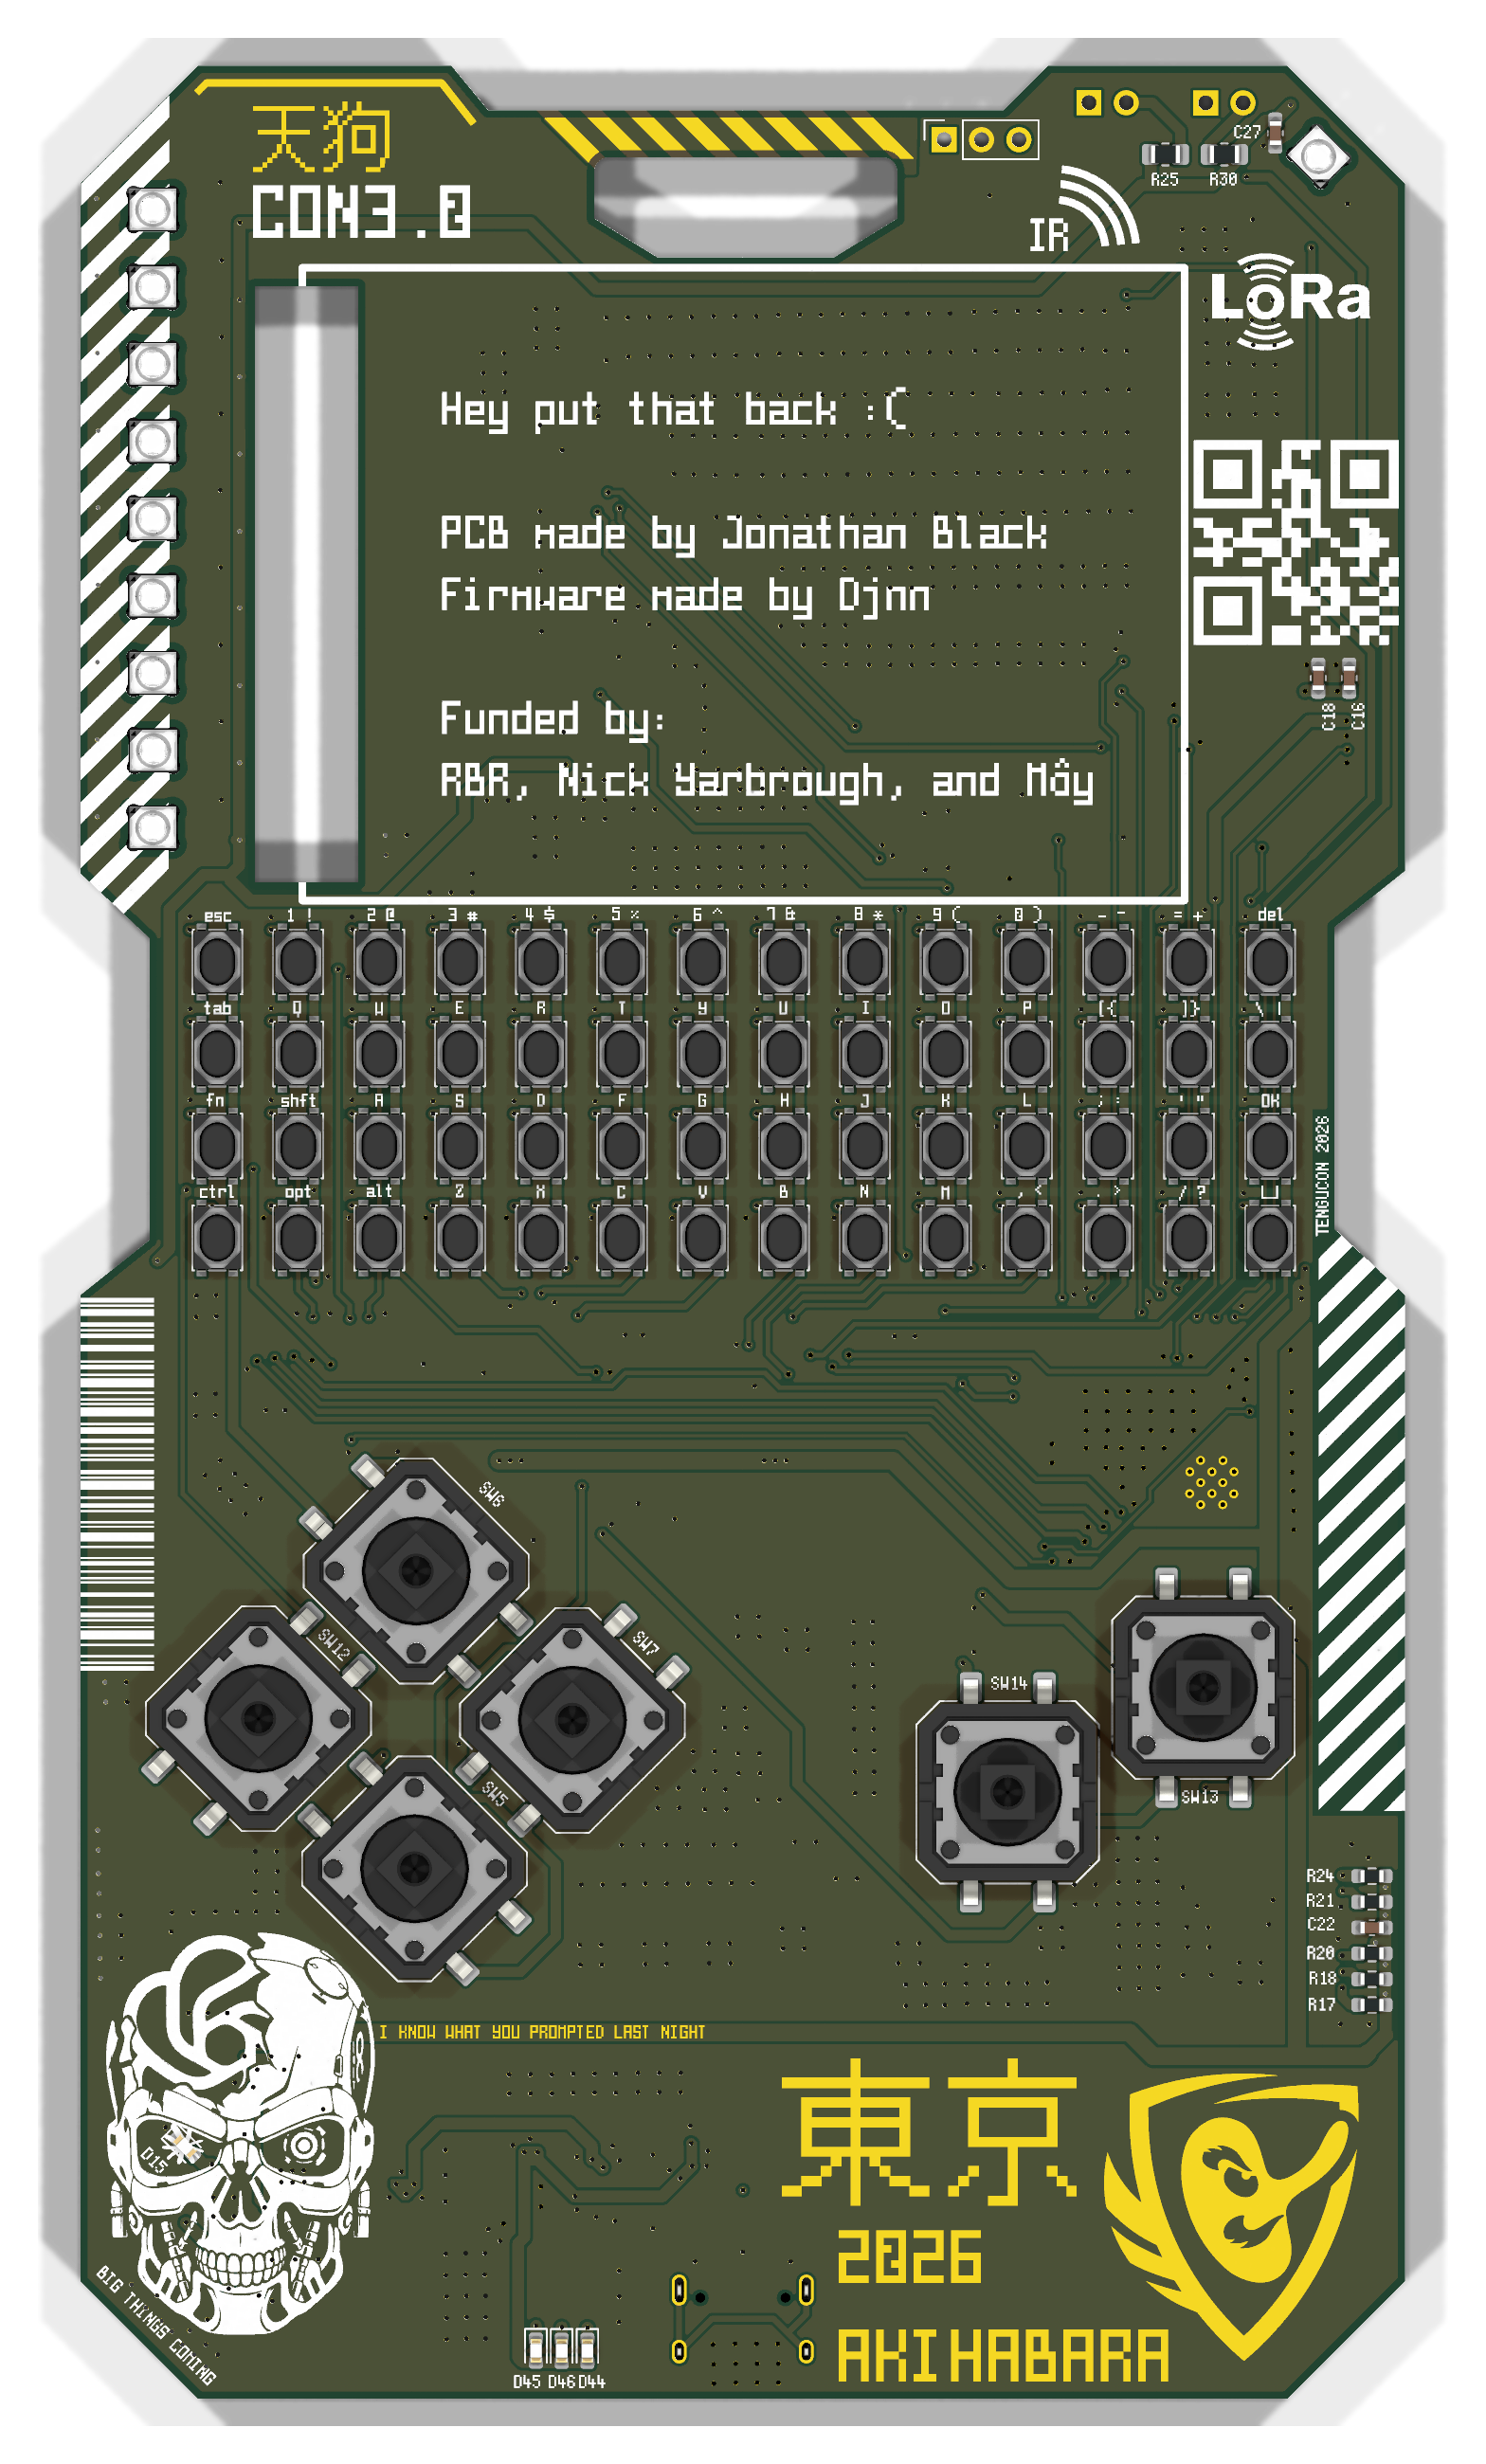 天狗
CON3.0
C27
R25 R30
IR
LoRa
Hey put that back :(
PCB made by Jonathan Black
Firmware made by Djnn
Funded by:
RBR, Nick Yarbrough, and Mây
C18 C16
esc 1 ! 2 @ 3 # 4 $ 5 % 6 ^ 7 & 8 * 9 ( 0 ) - _ = + del
tab Q W E R T Y U I O P [{ ]} \ |
fn shft A S D F G H J K L ; : ' " OK
ctrl opt alt Z X C V B N M , < . > / ?
TENGUCON 2026
SW6
SW12
SW7
SW5
SW14
SW13
R24
R21
C22
R20
R18
R17
I KNOW WHAT YOU PROMPTED LAST NIGHT
D15
BIG THINGS COMING
東京
2026
AKIHABARA
D45 D46 D44